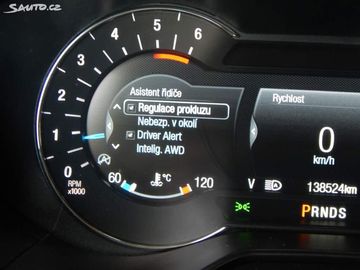 SAUTO.CZ
4
5
6
3
2
1
0
RPM
x1000
Asistent řidiče
Regulace prokluzu
Nebezp. v okolí
Driver Alert
Intelig. AWD
60
°C
120
Rychlost
0
km/h
V
138524km
PRNDS